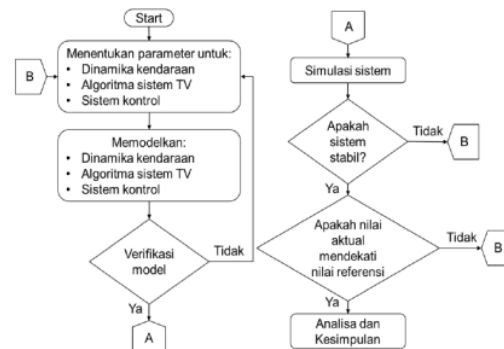 Start
B
Menentukan parameter untuk:
• Dinamika kendaraan
• Algoritma sistem TV
• Sistem kontrol
Memodelkan:
• Dinamika kendaraan
• Algoritma sistem TV
• Sistem kontrol
Verifikasi
model
Tidak
Ya
A
A
Simulasi sistem
Apakah
sistem
stabil?
Tidak
B
Ya
Apakah nilai
aktual
mendekati
nilai referensi
Tidak
B
Ya
Analisa dan
Kesimpulan